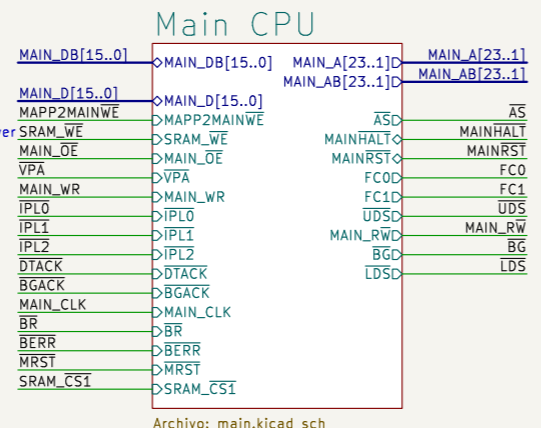 Main CPU
MAIN_DB[15..0]
MAIN_D[15..0]
MAPP2MAINWE
SRAM_WE
MAIN_OE
VPA
MAIN_WR
IPL0
IPL1
IPL2
DTACK
BGACK
MAIN_CLK
BR
BERR
MRST
SRAM_CS1
MAIN_DB[15..0]
MAIN_D[15..0]
MAPP2MAINWE
SRAM_WE
MAIN_OE
VPA
MAIN_WR
IPL0
IPL1
IPL2
DTACK
BGACK
MAIN_CLK
BR
BERR
MRST
SRAM_CS1
MAIN_A[23..1]
MAIN_AB[23..1]
AS
MAINHALT
MAINRST
FC0
FC1
UDS
MAIN_RW
BG
LDS
MAIN_A[23..1]
MAIN_AB[23..1]
AS
MAINHALT
MAINRST
FC0
FC1
UDS
MAIN_RW
BG
LDS
Archivo: main.kicad_sch